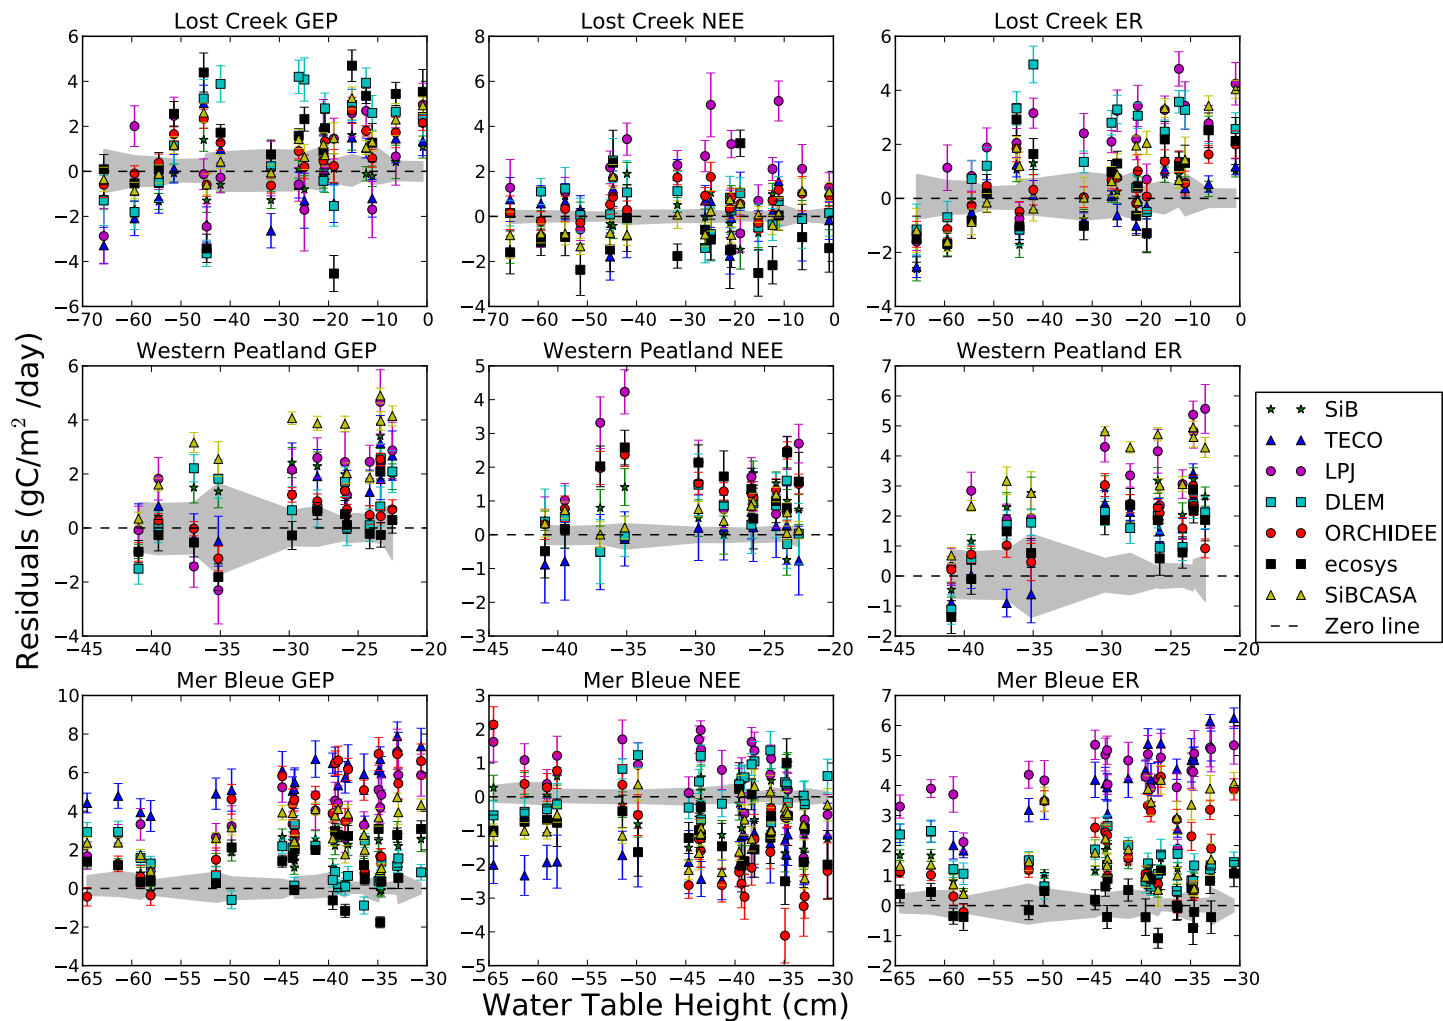 Lost Creek GEP
Lost Creek NEE
Lost Creek ER
6
4
2
0
−2
−4
−6
−70 −60 −50 −40 −30 −20 −10 0
8
6
4
2
0
−2
−4
−70 −60 −50 −40 −30 −20 −10 0
6
4
2
0
−2
−4
−70 −60 −50 −40 −30 −20 −10 0
Western Peatland GEP
Western Peatland NEE
Western Peatland ER
6
4
2
0
−2
−4
−45 −40 −35 −30 −25 −20
5
4
3
2
1
0
−1
−2
−3
−45 −40 −35 −30 −25 −20
7
6
5
4
3
2
1
0
−1
−2
−45 −40 −35 −30 −25 −20
Mer Bleue GEP
Mer Bleue NEE
Mer Bleue ER
10
8
6
4
2
0
−2
−4
−65 −60 −55 −50 −45 −40 −35 −30
3
2
1
0
−1
−2
−3
−4
−5
−65 −60 −55 −50 −45 −40 −35 −30
7
6
5
4
3
2
1
0
−1
−2
−65 −60 −55 −50 −45 −40 −35 −30
Residuals (gC/m² /day)
Water Table Height (cm)
SiB
TECO
LPJ
DLEM
ORCHIDEE
ecosys
SiBCASA
Zero line